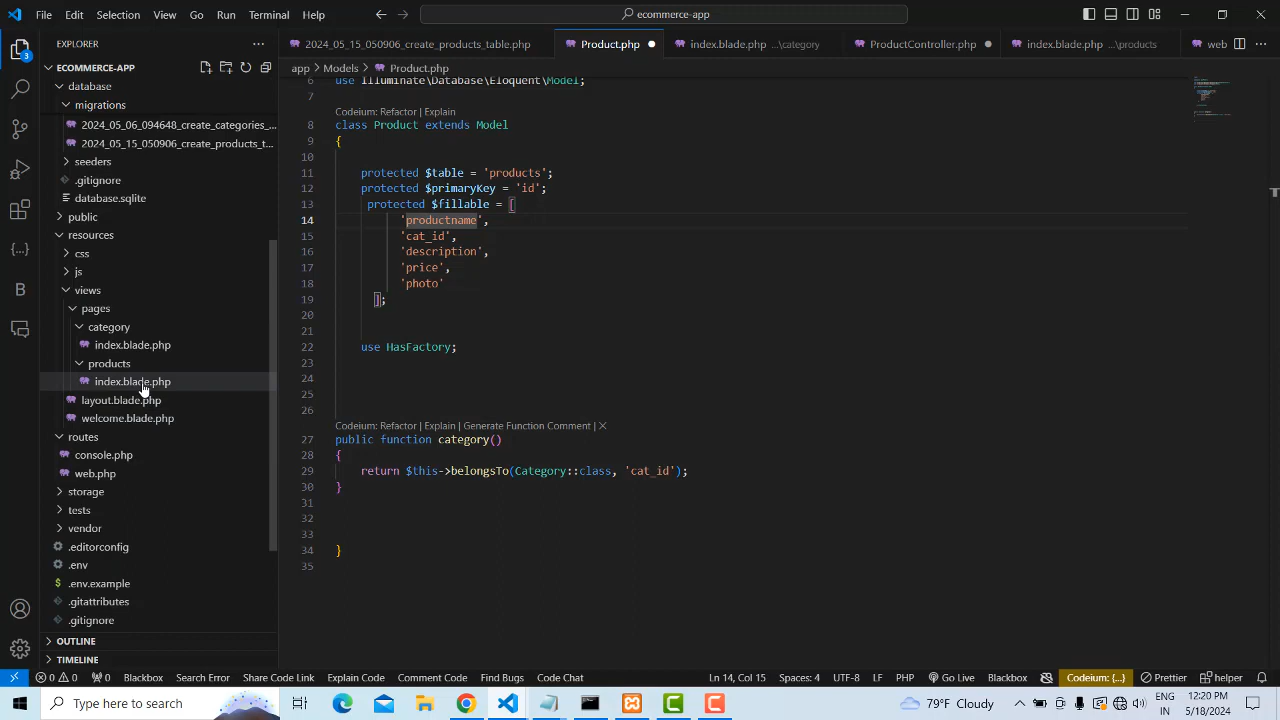 File Edit Selection View Go Run Terminal Help
ecommerce-app
EXPLORER
2024_05_15_050906_create_products_table.php
Product.php
index.blade.php ...\category
ProductController.php
index.blade.php ...\products
web
3
ECOMMERCE-APP
app > Models > Product.php
database
migrations
2024_05_06_094648_create_categories_...
2024_05_15_050906_create_products_t...
seeders
.gitignore
database.sqlite
public
resources
css
js
views
pages
category
index.blade.php
products
index.blade.php
layout.blade.php
welcome.blade.php
routes
console.php
web.php
storage
tests
vendor
.editorconfig
.env
.env.example
.gitattributes
.gitignore
OUTLINE
TIMELINE
6 use Illuminate\Database\Eloquent\Model;
7
Codeium: Refactor | Explain
8 class Product extends Model
9 {
10
11 protected $table = 'products';
12 protected $primaryKey = 'id';
13 protected $fillable = [
14 'productname',
15 'cat_id',
16 'description',
17 'price',
18 'photo'
19 ];
20
21
22 use HasFactory;
23
24
25
26
Codeium: Refactor | Explain | Generate Function Comment | X
27 public function category()
28 {
29 return $this->belongsTo(Category::class, 'cat_id');
30 }
31
32
33
34 }
35
0 0 0 Blackbox Search Error Share Code Link Explain Code Comment Code Find Bugs Code Chat Ln 14, Col 15 Spaces: 4 UTF-8 LF PHP Go Live Blackbox Codeium: {...} Prettier helper
Type here to search
79°F Cloudy
ENG
IN
12:20 PM
5/18/2024